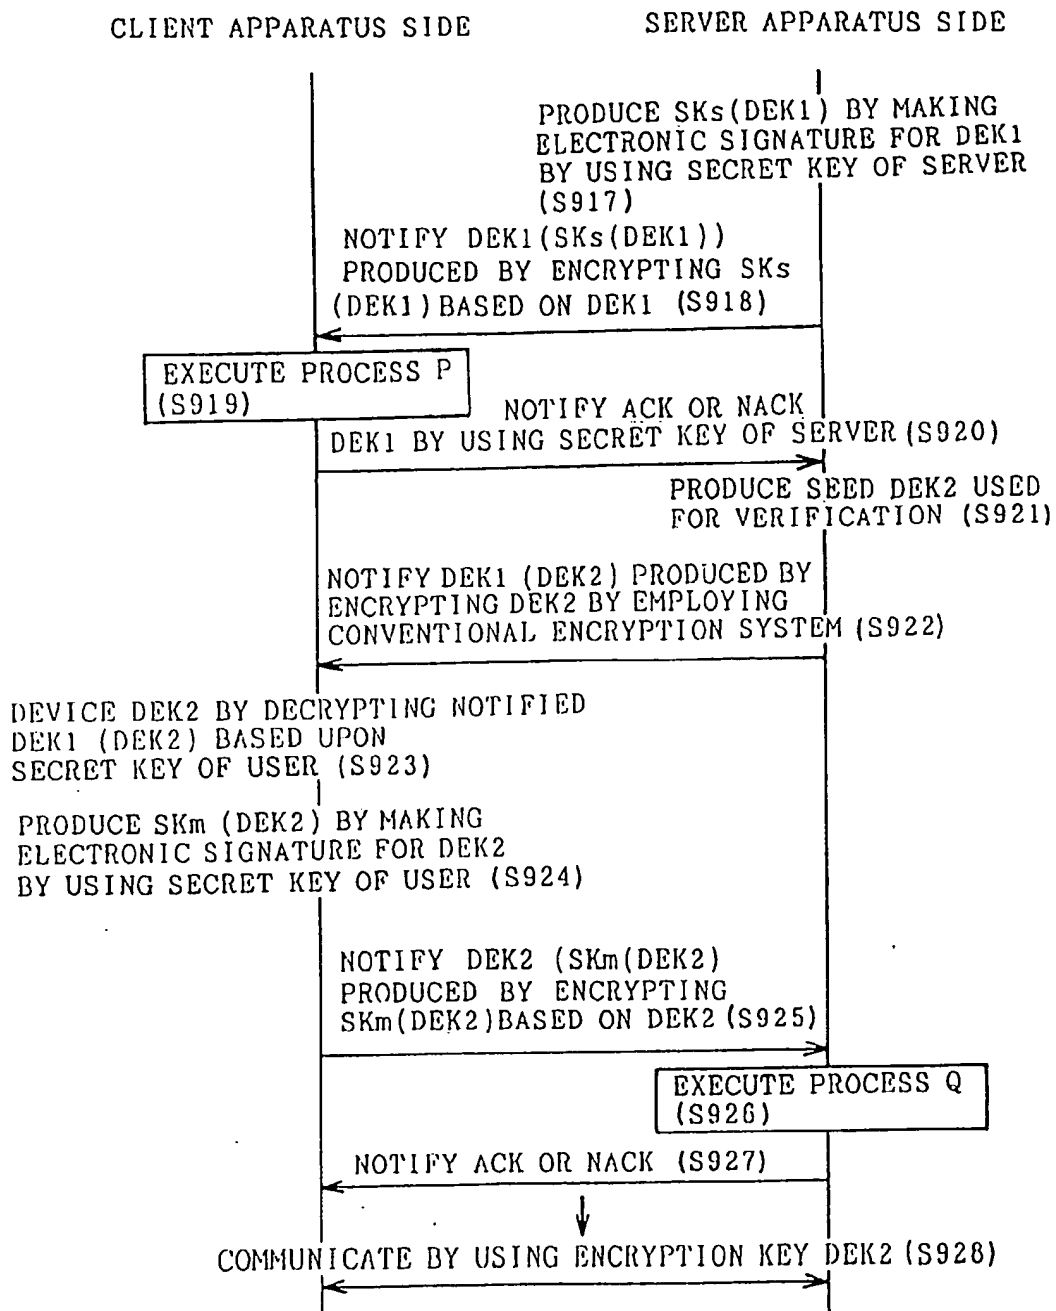 CLIENT APPARATUS SIDE
SERVER APPARATUS SIDE
PRODUCE SKs(DEK1) BY MAKING
ELECTRONIC SIGNATURE FOR DEK1
BY USING SECRET KEY OF SERVER
(S917)
NOTIFY DEK1(SKs(DEK1))
PRODUCED BY ENCRYPTING SKs
(DEK1)BASED ON DEK1 (S918)
EXECUTE PROCESS P
(S919)
NOTIFY ACK OR NACK
DEK1 BY USING SECRET KEY OF SERVER(S920)
PRODUCE SEED DEK2 USED
FOR VERIFICATION (S921)
NOTIFY DEK1 (DEK2) PRODUCED BY
ENCRYPTING DEK2 BY EMPLOYING
CONVENTIONAL ENCRYPTION SYSTEM (S922)
DEVICE DEK2 BY DECRYPTING NOTIFIED
DEK1 (DEK2) BASED UPON
SECRET KEY OF USER (S923)
PRODUCE SKm (DEK2) BY MAKING
ELECTRONIC SIGNATURE FOR DEK2
BY USING SECRET KEY OF USER (S924)
NOTIFY DEK2 (SKm(DEK2)
PRODUCED BY ENCRYPTING
SKm(DEK2)BASED ON DEK2 (S925)
EXECUTE PROCESS Q
(S926)
NOTIFY ACK OR NACK (S927)
COMMUNICATE BY USING ENCRYPTION KEY DEK2 (S928)